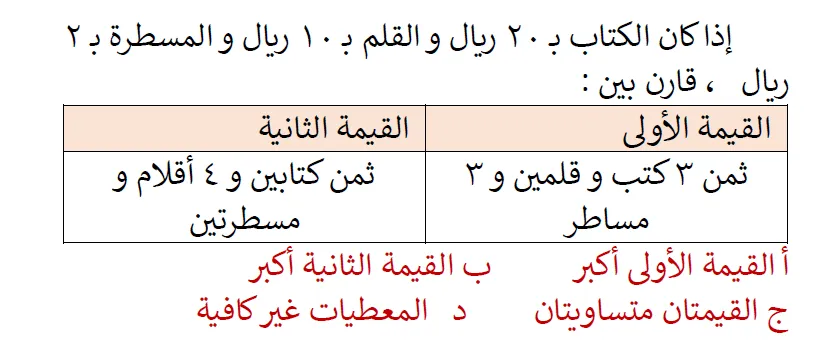 إذا كان الكتاب بـ ٢٠ ريال و القلم بـ ١٠ ريال و المسطرة بـ ٢
ريال ، قارن بين :
القيمة الأولى القيمة الثانية
ثمن ٣ كتب و قلمين و ٣ ثمن كتابين و ٤ أقلام و
مساطر مسطرتين
أ القيمة الأولى أكبر ب القيمة الثانية أكبر
ج القيمتان متساويتان د المعطيات غير كافية